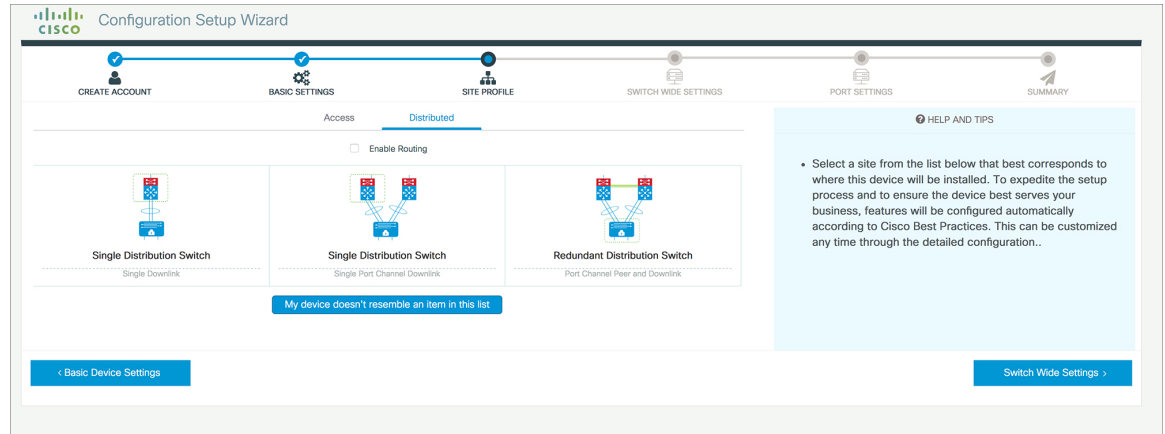 CISCO
Configuration Setup Wizard
CREATE ACCOUNT
BASIC SETTINGS
SITE PROFILE
SWITCH WIDE SETTINGS
PORT SETTINGS
SUMMARY
Access
Distributed
Enable Routing
Single Distribution Switch
Single Downlink
Single Distribution Switch
Single Port Channel Downlink
Redundant Distribution Switch
Port Channel Peer and Downlink
My device doesn't resemble an item in this list
HELP AND TIPS
• Select a site from the list below that best corresponds to
where this device will be installed. To expedite the setup
process and to ensure the device best serves your
business, features will be configured automatically
according to Cisco Best Practices. This can be customized
any time through the detailed configuration..
‹ Basic Device Settings
Switch Wide Settings ›